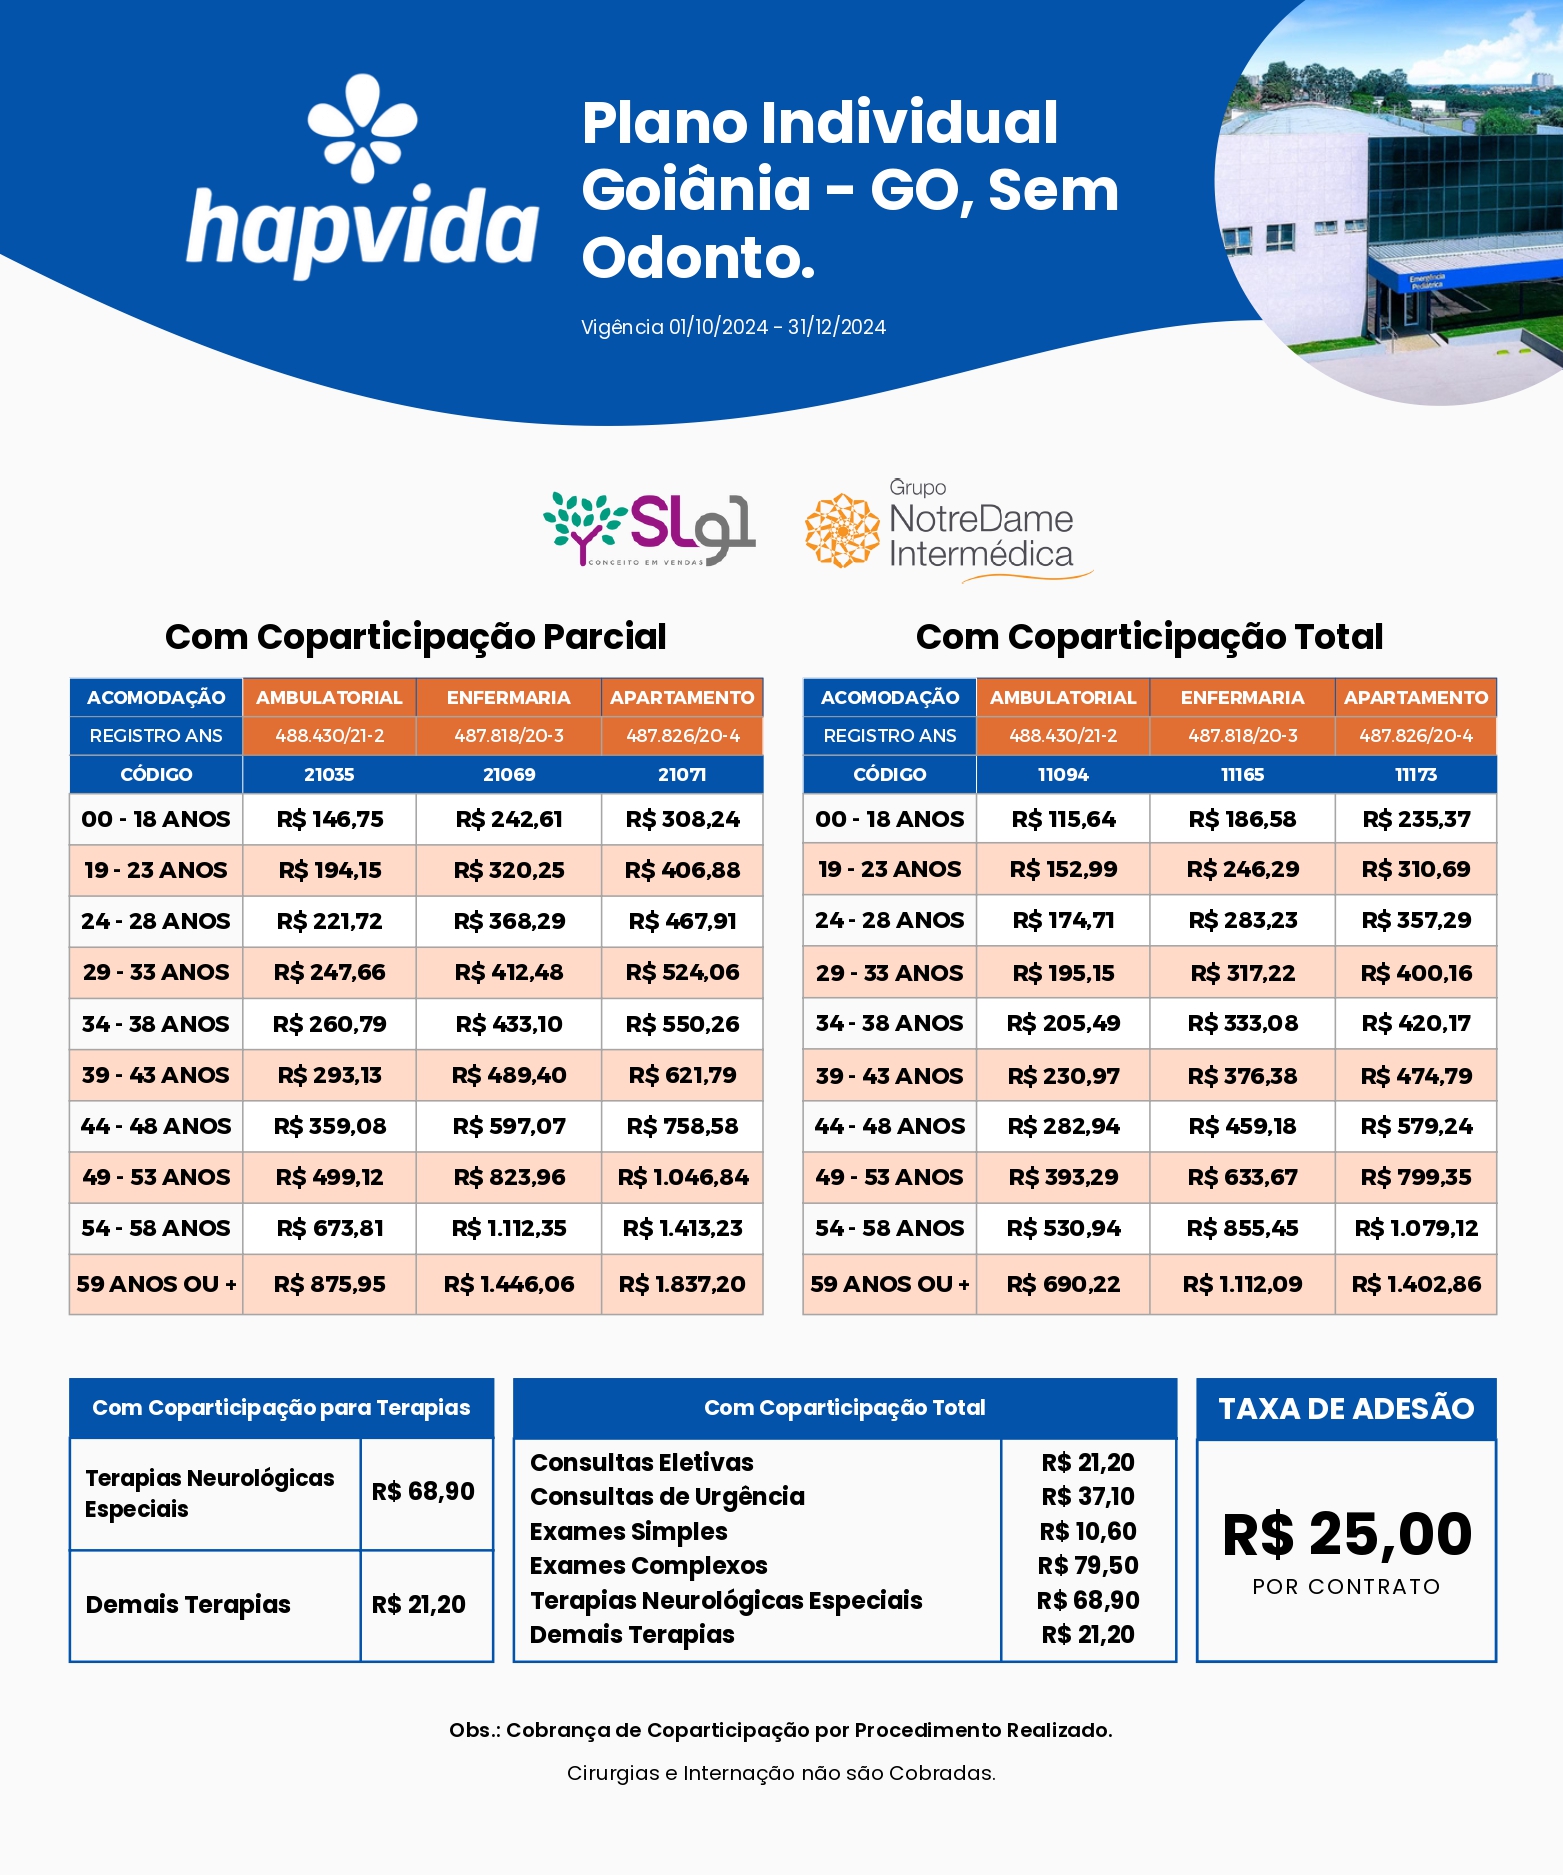 hapvida
Plano Individual
Goiânia - GO, Sem
Odonto.
Vigência 01/10/2024 - 31/12/2024
Emergência
Pediátrica
SLgl
CONCEITO EM VENDAS
Grupo
NotreDame
Intermédica
Com Coparticipação Parcial
ACOMODAÇÃO AMBULATORIAL ENFERMARIA APARTAMENTO
REGISTRO ANS 488.430/21-2 487.818/20-3 487.826/20-4
CÓDIGO 21035 21069 21071
00 - 18 ANOS R$ 146,75 R$ 242,61 R$ 308,24
19 - 23 ANOS R$ 194,15 R$ 320,25 R$ 406,88
24 - 28 ANOS R$ 221,72 R$ 368,29 R$ 467,91
29 - 33 ANOS R$ 247,66 R$ 412,48 R$ 524,06
34 - 38 ANOS R$ 260,79 R$ 433,10 R$ 550,26
39 - 43 ANOS R$ 293,13 R$ 489,40 R$ 621,79
44 - 48 ANOS R$ 359,08 R$ 597,07 R$ 758,58
49 - 53 ANOS R$ 499,12 R$ 823,96 R$ 1.046,84
54 - 58 ANOS R$ 673,81 R$ 1.112,35 R$ 1.413,23
59 ANOS OU + R$ 875,95 R$ 1.446,06 R$ 1.837,20
Com Coparticipação Total
ACOMODAÇÃO AMBULATORIAL ENFERMARIA APARTAMENTO
REGISTRO ANS 488.430/21-2 487.818/20-3 487.826/20-4
CÓDIGO 11094 11165 11173
00 - 18 ANOS R$ 115,64 R$ 186,58 R$ 235,37
19 - 23 ANOS R$ 152,99 R$ 246,29 R$ 310,69
24 - 28 ANOS R$ 174,71 R$ 283,23 R$ 357,29
29 - 33 ANOS R$ 195,15 R$ 317,22 R$ 400,16
34 - 38 ANOS R$ 205,49 R$ 333,08 R$ 420,17
39 - 43 ANOS R$ 230,97 R$ 376,38 R$ 474,79
44 - 48 ANOS R$ 282,94 R$ 459,18 R$ 579,24
49 - 53 ANOS R$ 393,29 R$ 633,67 R$ 799,35
54 - 58 ANOS R$ 530,94 R$ 855,45 R$ 1.079,12
59 ANOS OU + R$ 690,22 R$ 1.112,09 R$ 1.402,86
Com Coparticipação para Terapias
Terapias Neurológicas
Especiais R$ 68,90
Demais Terapias R$ 21,20
Com Coparticipação Total
Consultas Eletivas R$ 21,20
Consultas de Urgência R$ 37,10
Exames Simples R$ 10,60
Exames Complexos R$ 79,50
Terapias Neurológicas Especiais R$ 68,90
Demais Terapias R$ 21,20
TAXA DE ADESÃO
R$ 25,00
POR CONTRATO
Obs.: Cobrança de Coparticipação por Procedimento Realizado.
Cirurgias e Internação não são Cobradas.